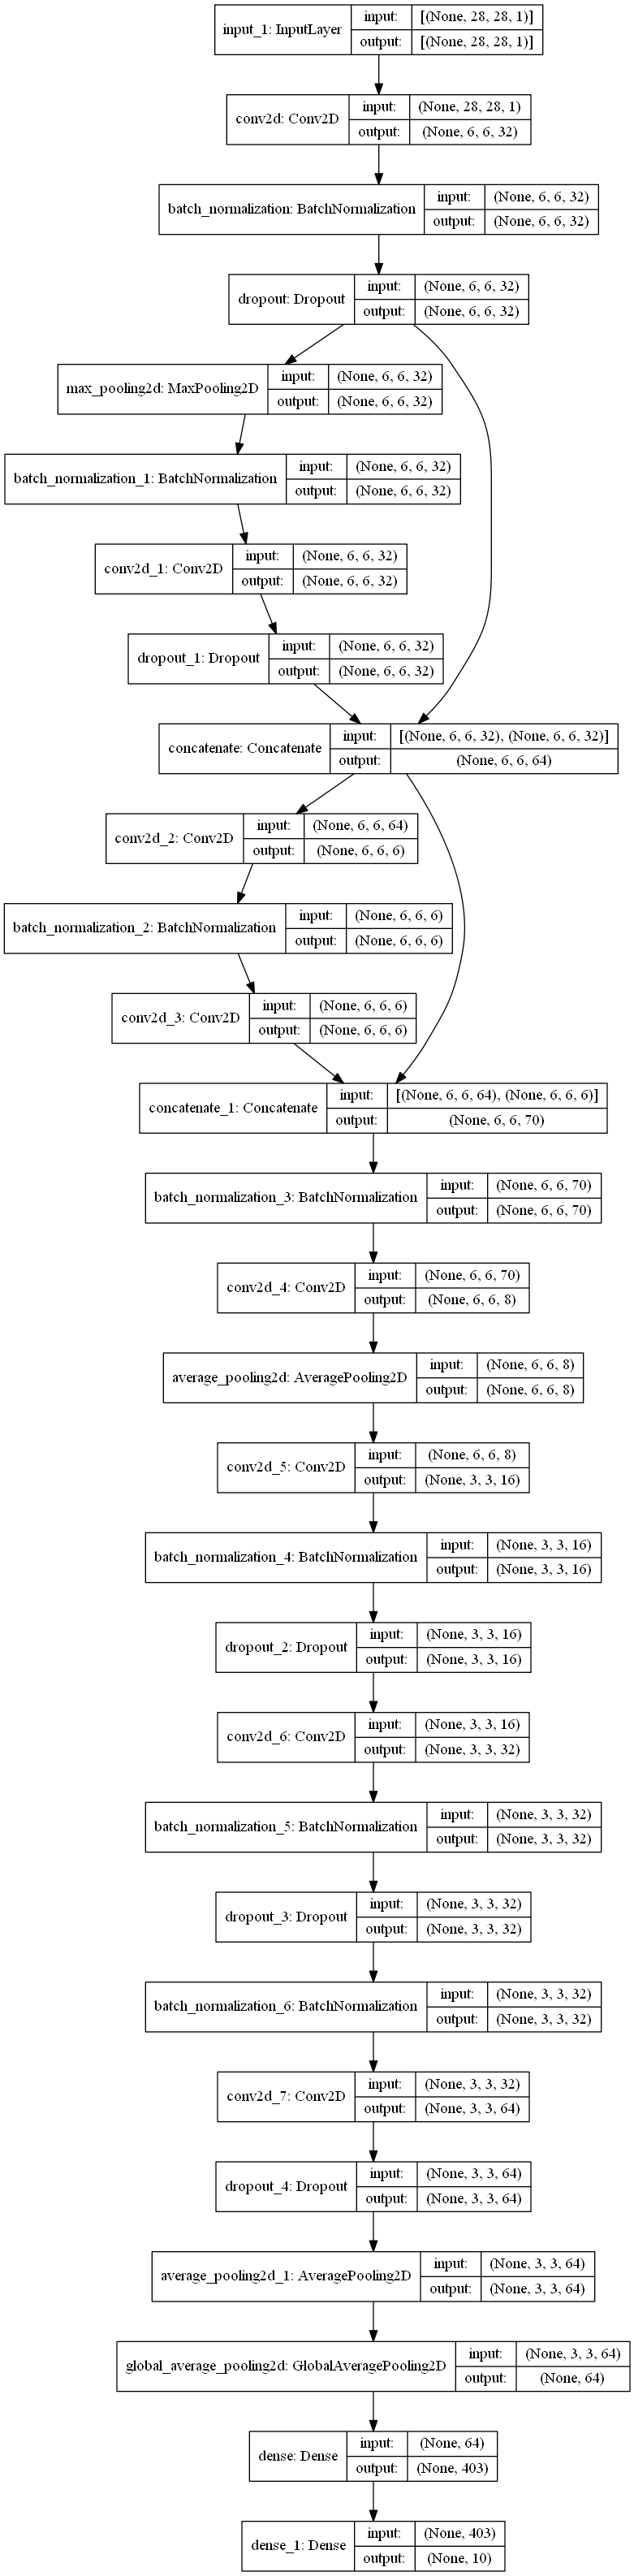 input_1: InputLayer
input: [(None, 28, 28, 1)]
output: [(None, 28, 28, 1)]
conv2d: Conv2D
input: (None, 28, 28, 1)
output: (None, 6, 6, 32)
batch_normalization: BatchNormalization
input: (None, 6, 6, 32)
output: (None, 6, 6, 32)
dropout: Dropout
input: (None, 6, 6, 32)
output: (None, 6, 6, 32)
max_pooling2d: MaxPooling2D
input: (None, 6, 6, 32)
output: (None, 6, 6, 32)
batch_normalization_1: BatchNormalization
input: (None, 6, 6, 32)
output: (None, 6, 6, 32)
conv2d_1: Conv2D
input: (None, 6, 6, 32)
output: (None, 6, 6, 32)
dropout_1: Dropout
input: (None, 6, 6, 32)
output: (None, 6, 6, 32)
concatenate: Concatenate
input: [(None, 6, 6, 32), (None, 6, 6, 32)]
output: (None, 6, 6, 64)
conv2d_2: Conv2D
input: (None, 6, 6, 64)
output: (None, 6, 6, 6)
batch_normalization_2: BatchNormalization
input: (None, 6, 6, 6)
output: (None, 6, 6, 6)
conv2d_3: Conv2D
input: (None, 6, 6, 6)
output: (None, 6, 6, 6)
concatenate_1: Concatenate
input: [(None, 6, 6, 64), (None, 6, 6, 6)]
output: (None, 6, 6, 70)
batch_normalization_3: BatchNormalization
input: (None, 6, 6, 70)
output: (None, 6, 6, 70)
conv2d_4: Conv2D
input: (None, 6, 6, 70)
output: (None, 6, 6, 8)
average_pooling2d: AveragePooling2D
input: (None, 6, 6, 8)
output: (None, 6, 6, 8)
conv2d_5: Conv2D
input: (None, 6, 6, 8)
output: (None, 3, 3, 16)
batch_normalization_4: BatchNormalization
input: (None, 3, 3, 16)
output: (None, 3, 3, 16)
dropout_2: Dropout
input: (None, 3, 3, 16)
output: (None, 3, 3, 16)
conv2d_6: Conv2D
input: (None, 3, 3, 16)
output: (None, 3, 3, 32)
batch_normalization_5: BatchNormalization
input: (None, 3, 3, 32)
output: (None, 3, 3, 32)
dropout_3: Dropout
input: (None, 3, 3, 32)
output: (None, 3, 3, 32)
batch_normalization_6: BatchNormalization
input: (None, 3, 3, 32)
output: (None, 3, 3, 32)
conv2d_7: Conv2D
input: (None, 3, 3, 32)
output: (None, 3, 3, 64)
dropout_4: Dropout
input: (None, 3, 3, 64)
output: (None, 3, 3, 64)
average_pooling2d_1: AveragePooling2D
input: (None, 3, 3, 64)
output: (None, 3, 3, 64)
global_average_pooling2d: GlobalAveragePooling2D
input: (None, 3, 3, 64)
output: (None, 64)
dense: Dense
input: (None, 64)
output: (None, 403)
dense_1: Dense
input: (None, 403)
output: (None, 10)